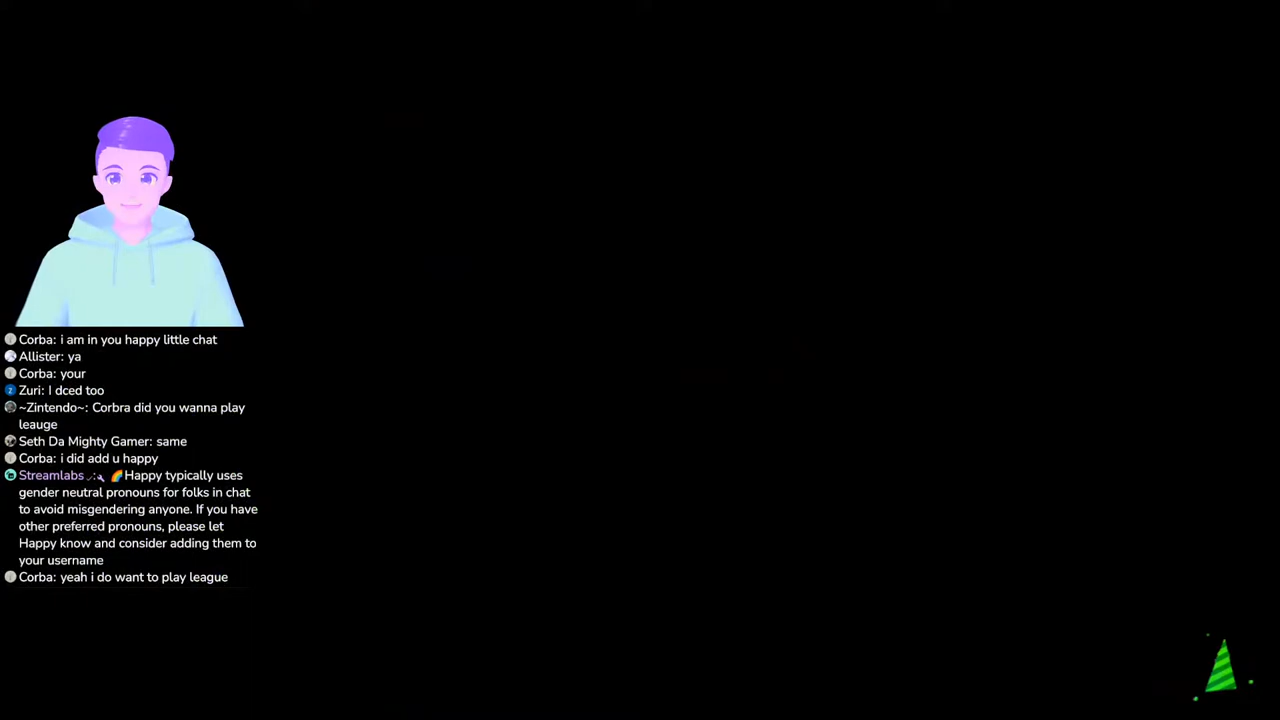 Corba: i am in you happy little chat
Allister: ya
Corba: your
Zuri: I dced too
~Zintendo~: Corbra did you wanna play
leauge
Seth Da Mighty Gamer: same
Corba: i did add u happy
Streamlabs 🌈Happy typically uses
gender neutral pronouns for folks in chat
to avoid misgendering anyone. If you have
other preferred pronouns, please let
Happy know and consider adding them to
your username
Corba: yeah i do want to play league